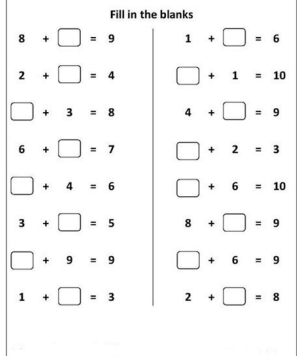 Fill in the blanks
8 + = 9
2 + = 4
+ 3 = 8
6 + = 7
+ 4 = 6
3 + = 5
+ 9 = 9
1 + = 3
1 + = 6
+ 1 = 10
4 + = 9
+ 2 = 3
+ 6 = 10
8 + = 9
+ 6 = 9
2 + = 8